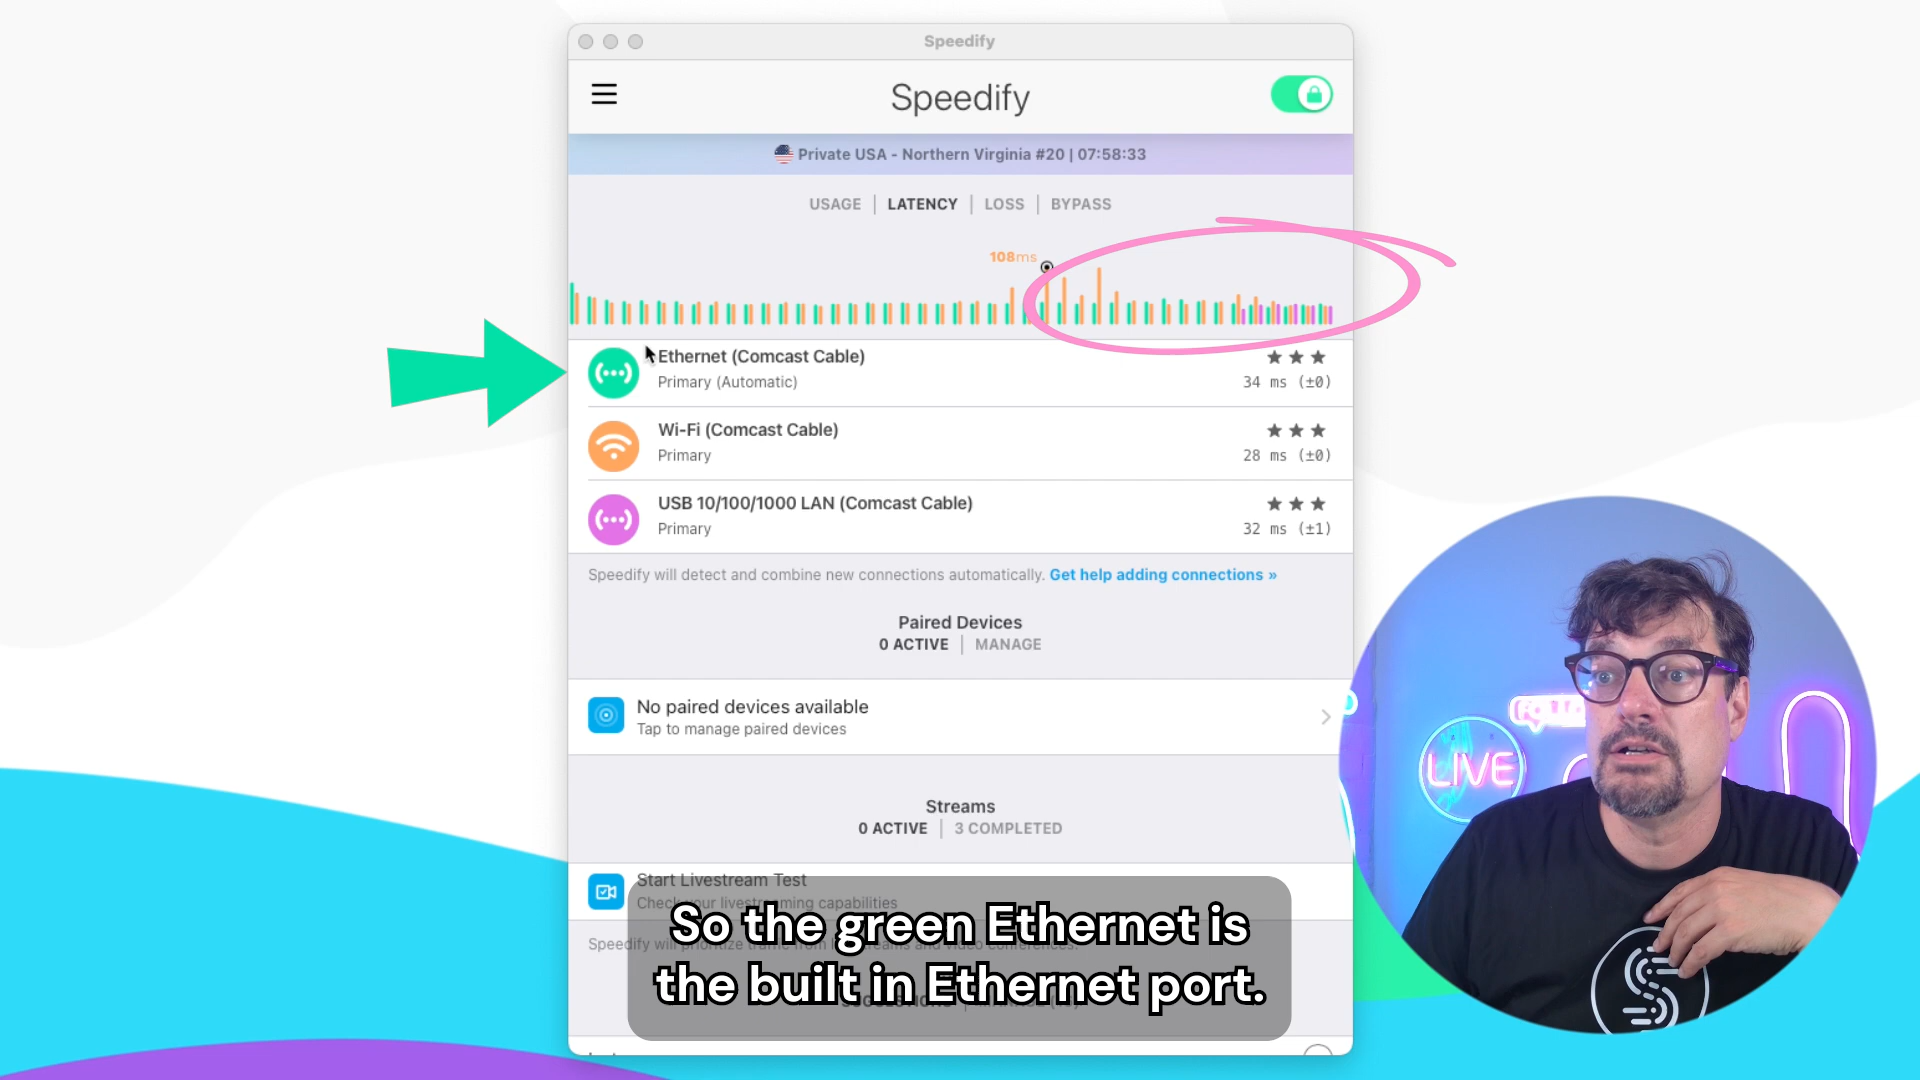 Speedify
Speedify
Private USA - Northern Virginia #20 | 07:58:33
USAGE | LATENCY | LOSS | BYPASS
108ms
Ethernet (Comcast Cable)
Primary (Automatic)
34 ms (±0)
Wi-Fi (Comcast Cable)
Primary
28 ms (±0)
USB 10/100/1000 LAN (Comcast Cable)
Primary
32 ms (±1)
Speedify will detect and combine new connections automatically. Get help adding connections »
Paired Devices
0 ACTIVE | MANAGE
No paired devices available
Tap to manage paired devices
LIVE
Streams
0 ACTIVE | 3 COMPLETED
Start Livestream Test
Check your livestreaming capabilities
So the green Ethernet is
the built in Ethernet port.